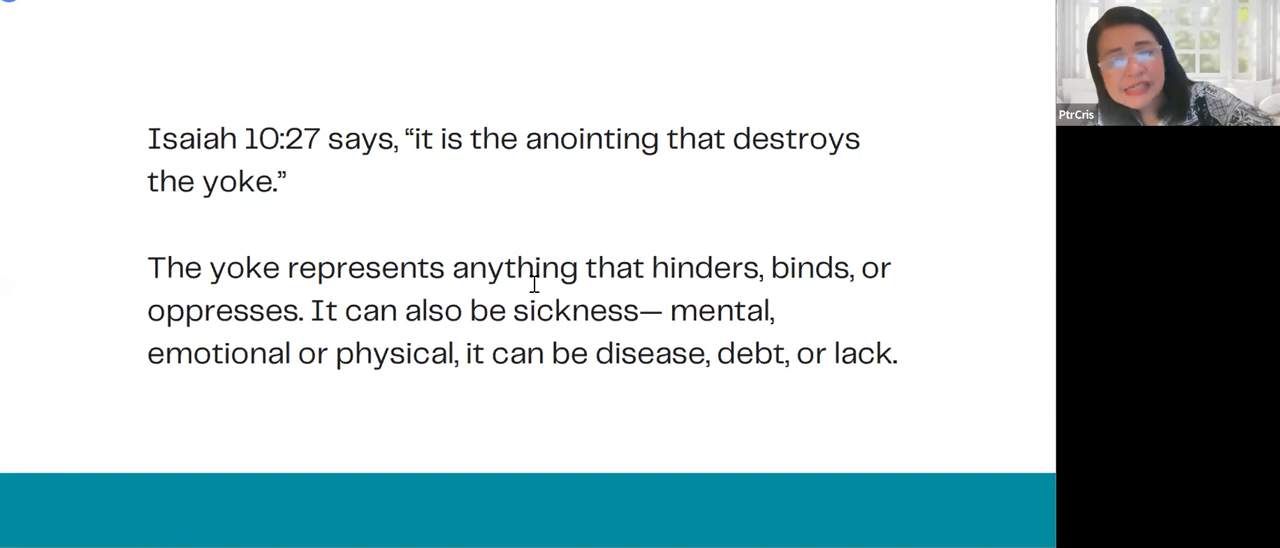 Isaiah 10:27 says, “it is the anointing that destroys
the yoke.”
The yoke represents anything that hinders, binds, or
oppresses. It can also be sickness— mental,
emotional or physical, it can be disease, debt, or lack.
PtrCris